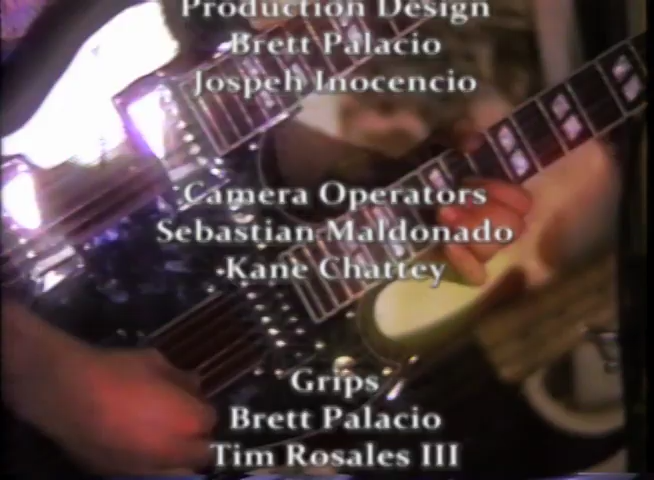 Production Design
Brett Palacio
Jospeh Inocencio
Camera Operators
Sebastian Maldonado
Kane Chattey
Grips
Brett Palacio
Tim Rosales III